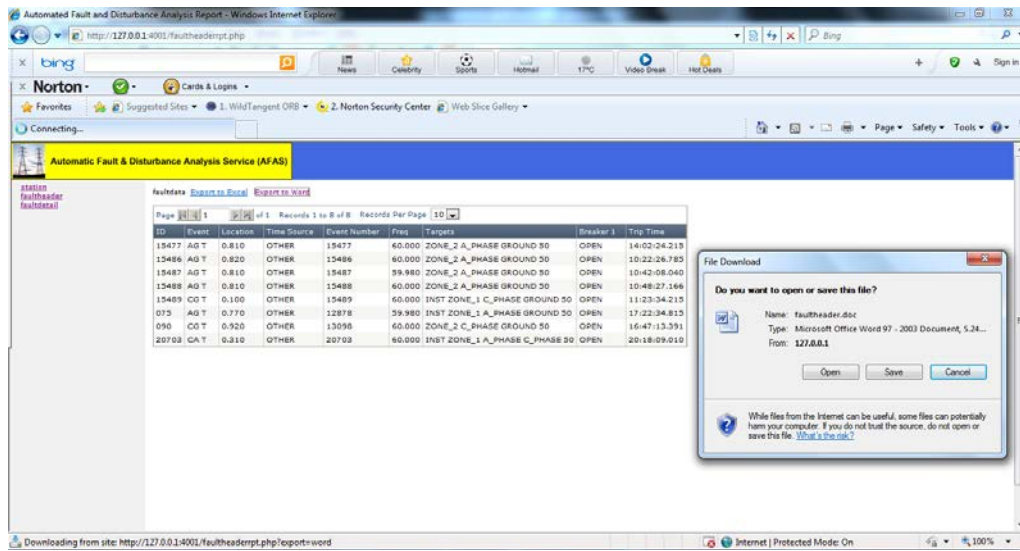 Automated Fault and Disturbance Analysis Report - Windows Internet Explorer
http://127.0.0.1:4001/faultheaderrpt.php
Bing
bing
News Celebrity Sports Hotmail 17°C Video Break Hot Deals
Sign in
Norton
Cards & Logins
Favorites Suggested Sites 1. WildTangent ORB 2. Norton Security Center Web Slice Gallery
Connecting...
Page Safety Tools
Automatic Fault & Disturbance Analysis Service (AFAS)
station
faultheader
faultdetail
faultdata Export to Excel Export to Word
Page 1 of 1 Records 1 to 8 of 8 Records Per Page 10
ID Event Location Time Source Event Number Freq Targets Breaker 1 Trip Time
15477 AG T 0.810 OTHER 15477 60.000 ZONE_2 A_PHASE GROUND 50 OPEN 14:02:24.215
15486 AG T 0.820 OTHER 15486 60.000 ZONE_2 A_PHASE GROUND 50 OPEN 10:22:26.785
15487 AG T 0.810 OTHER 15487 59.980 ZONE_2 A_PHASE GROUND 50 OPEN 10:42:08.040
15488 AG T 0.810 OTHER 15488 60.000 ZONE_2 A_PHASE GROUND 50 OPEN 10:48:27.166
15489 CG T 0.100 OTHER 15489 60.000 INST ZONE_1 C_PHASE GROUND 50 OPEN 11:23:34.215
075 AG T 0.770 OTHER 12878 59.980 INST ZONE_1 A_PHASE GROUND 50 OPEN 17:22:34.815
090 CG T 0.920 OTHER 13098 60.000 ZONE_2 C_PHASE GROUND 50 OPEN 16:47:13.391
20703 CA T 0.310 OTHER 20703 60.000 INST ZONE_1 A_PHASE C_PHASE 50 OPEN 20:18:09.010
File Download
Do you want to open or save this file?
Name: faultheader.doc
Type: Microsoft Office Word 97 - 2003 Document, 5.24...
From: 127.0.0.1
Open Save Cancel
While files from the Internet can be useful, some files can potentially
harm your computer. If you do not trust the source, do not open or
save this file. What's the risk?
Downloading from site: http://127.0.0.1:4001/faultheaderrpt.php?export=word
Internet | Protected Mode: On
100%